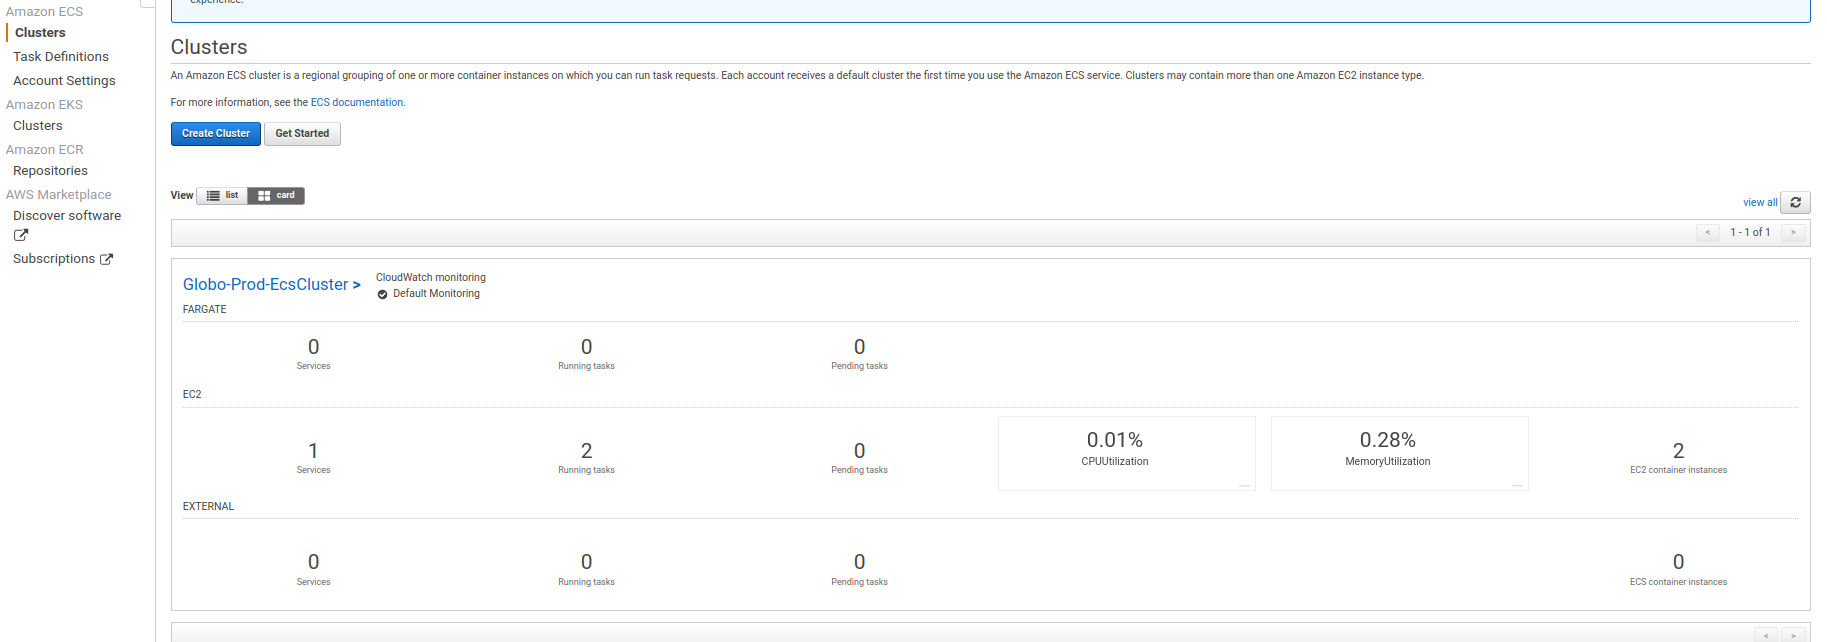 Amazon ECS
Clusters
Task Definitions
Account Settings
Amazon EKS
Clusters
Amazon ECR
Repositories
AWS Marketplace
Discover software
Subscriptions
experience.
Clusters
An Amazon ECS cluster is a regional grouping of one or more container instances on which you can run task requests. Each account receives a default cluster the first time you use the Amazon ECS service. Clusters may contain more than one Amazon EC2 instance type.
For more information, see the ECS documentation.
Create Cluster Get Started
View list card
view all
< 1 - 1 of 1 >
Globo-Prod-EcsCluster >
CloudWatch monitoring
Default Monitoring
FARGATE
0 0 0
Services Running tasks Pending tasks
EC2
1 2 0 0.01% 0.28% 2
Services Running tasks Pending tasks CPUUtilization MemoryUtilization EC2 container instances
EXTERNAL
0 0 0 0
Services Running tasks Pending tasks ECS container instances
< >